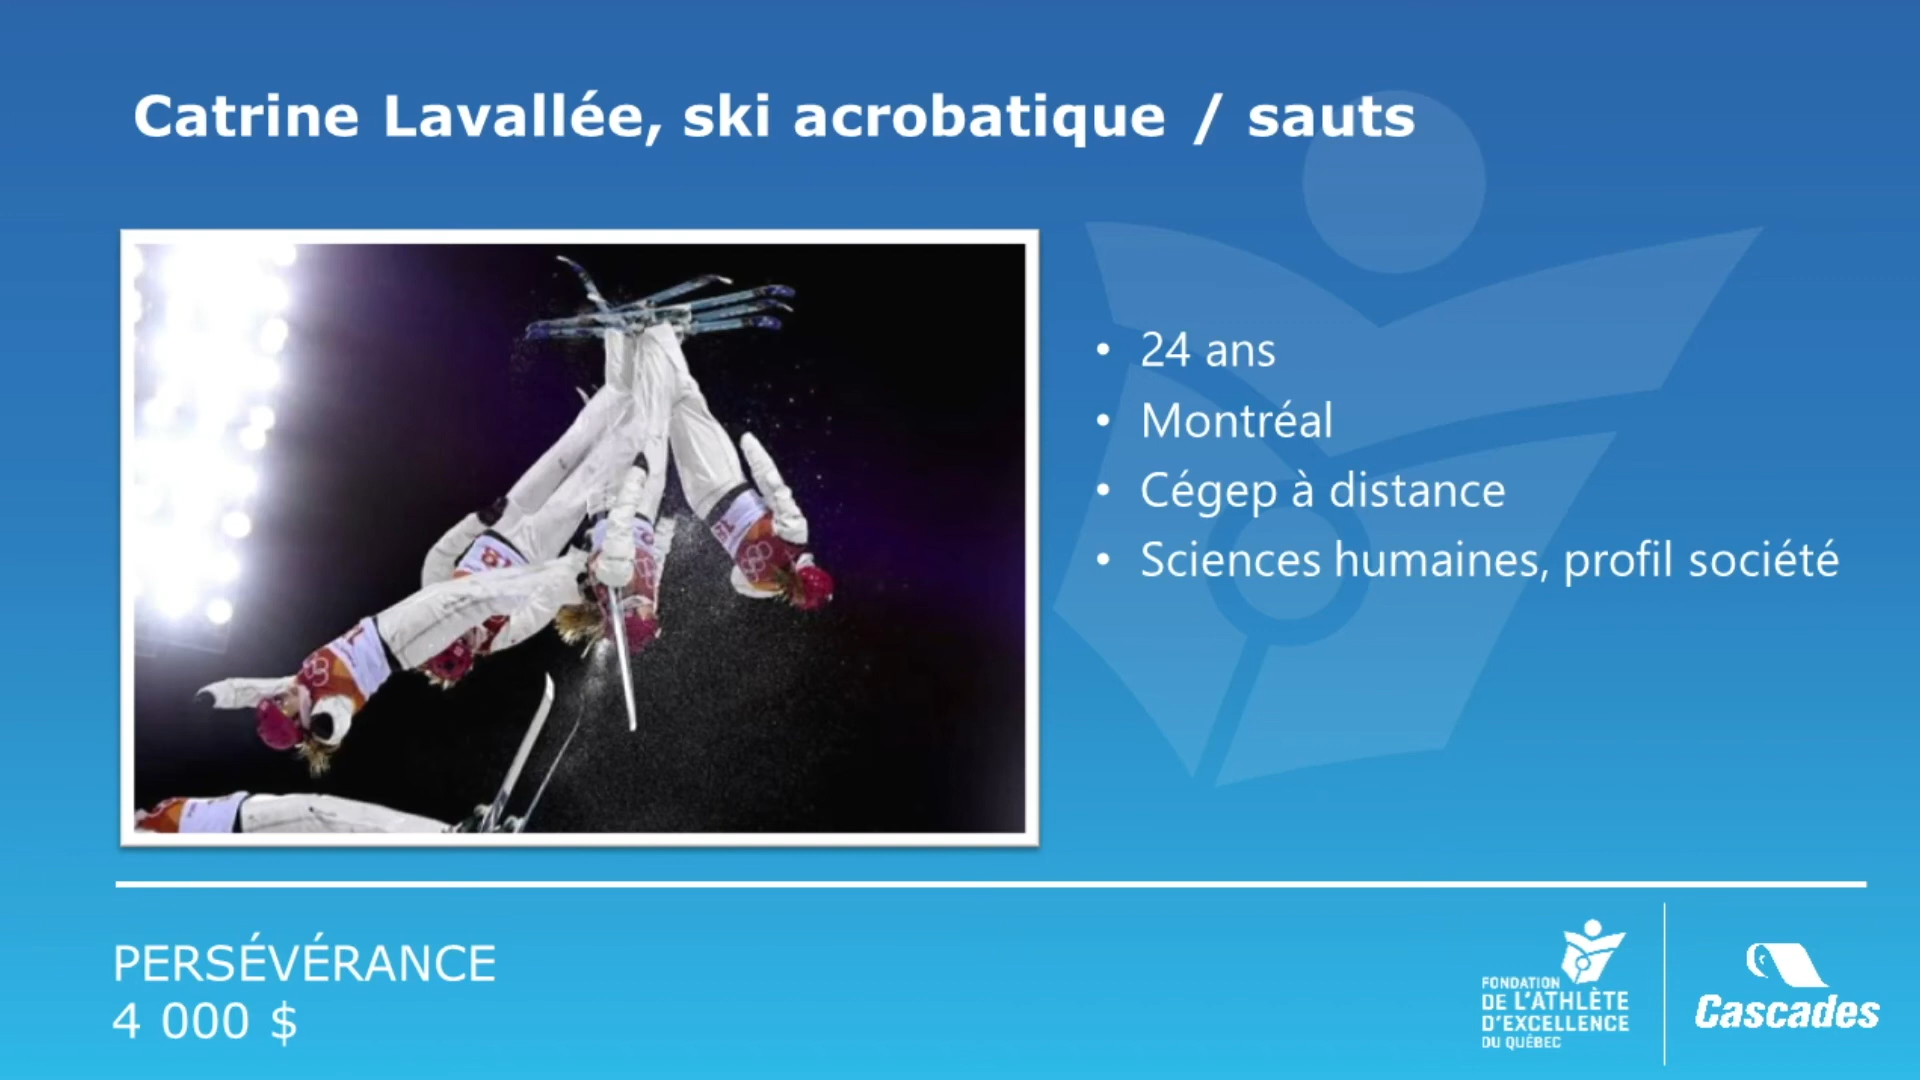 Catrine Lavallée, ski acrobatique / sauts
• 24 ans
• Montréal
• Cégep à distance
• Sciences humaines, profil société
PERSÉVÉRANCE
4 000 $
FONDATION
DE L'ATHLÈTE
D'EXCELLENCE
DU QUÉBEC
Cascades